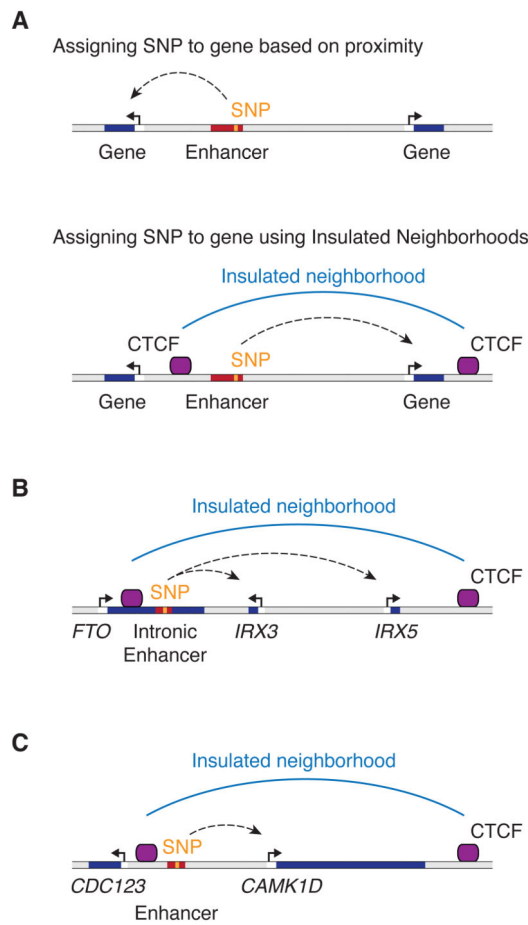 A
Assigning SNP to gene based on proximity
SNP
Gene Enhancer Gene
Assigning SNP to gene using Insulated Neighborhoods
Insulated neighborhood
CTCF SNP CTCF
Gene Enhancer Gene
B
Insulated neighborhood
SNP CTCF
FTO Intronic Enhancer IRX3 IRX5
C
Insulated neighborhood
SNP CTCF
CDC123 CAMK1D
Enhancer